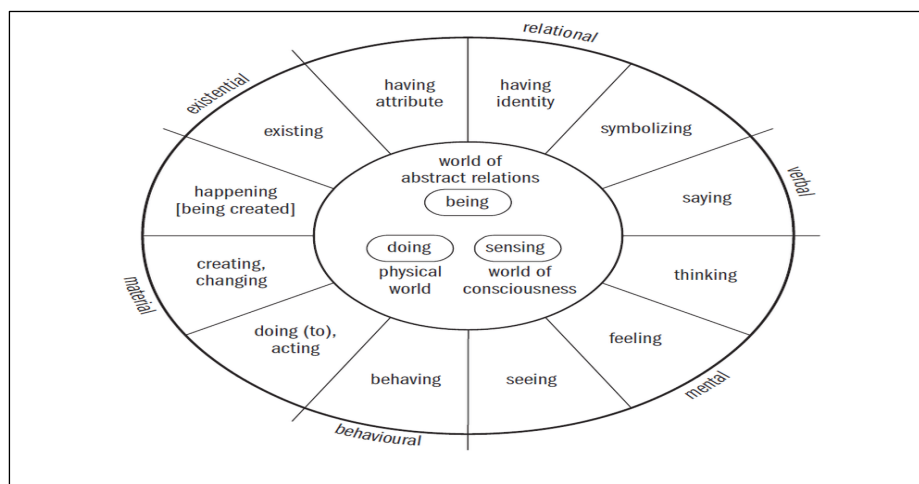 relational
existential
having
attribute
having
identity
existing
symbolizing
world of
abstract relations
being
verbal
happening
[being created]
saying
doing
sensing
physical
world
world of
consciousness
creating,
changing
thinking
material
doing (to),
acting
feeling
behaving
seeing
mental
behavioural